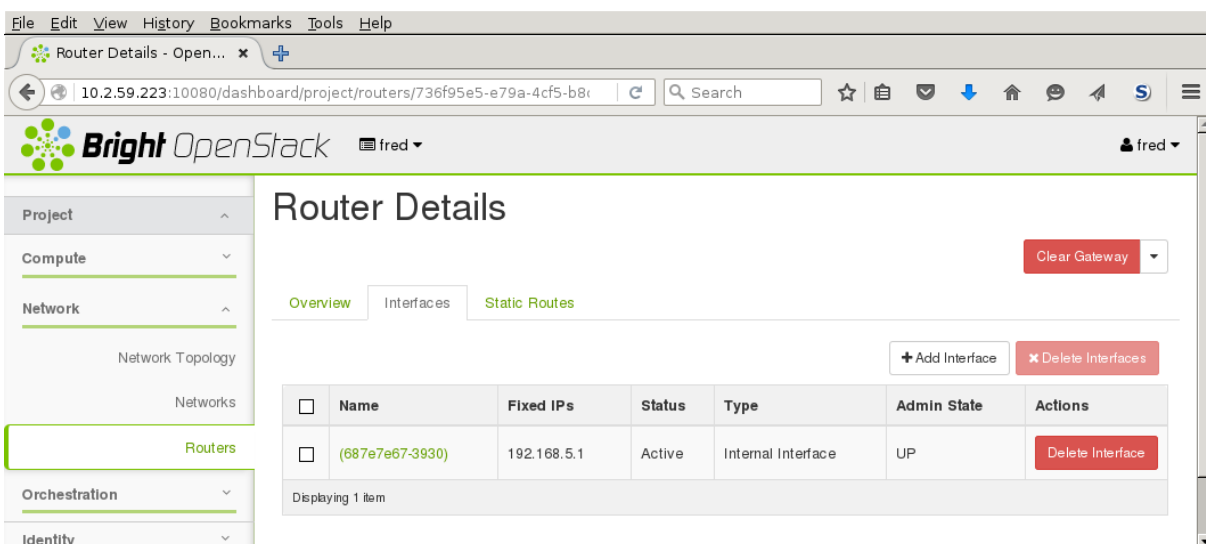 File Edit View History Bookmarks Tools Help
Router Details - Open...
10.2.59.223:10080/dashboard/project/routers/736f95e5-e79a-4cf5-b8 Search S
Bright OpenStack fred fred
Router Details
Project
Clear Gateway
Compute
Overview Interfaces Static Routes
Network
Network Topology
+ Add Interface × Delete Interfaces
Networks
Name Fixed IPs Status Type Admin State Actions
Routers
(687e7e67-3930) 192.168.5.1 Active Internal Interface UP Delete Interface
Orchestration
Displaying 1 item
Identity